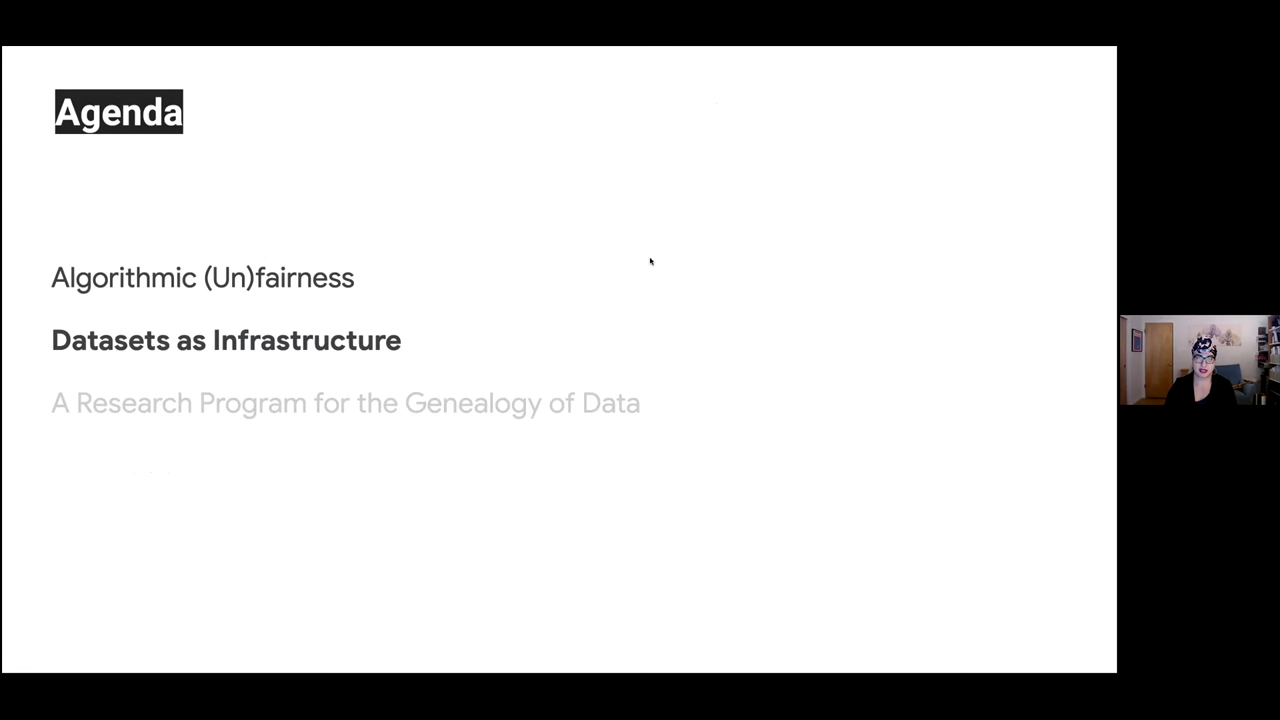 Agenda
Algorithmic (Un)fairness
Datasets as Infrastructure
A Research Program for the Genealogy of Data